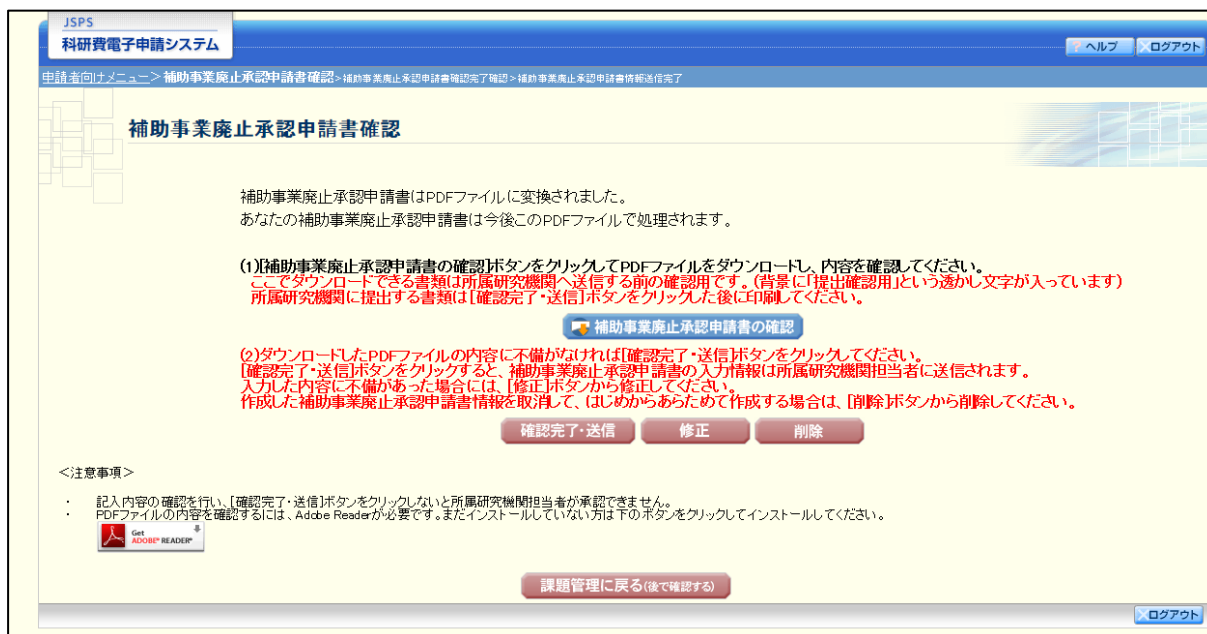 JSPS
科研費電子申請システム
? ヘルプ
×ログアウト
申請者向けメニュー>補助事業廃止承認申請書確認>補助事業廃止承認申請書確認完了確認>補助事業廃止承認申請書情報送信完了
補助事業廃止承認申請書確認
補助事業廃止承認申請書はPDFファイルに変換されました。
あなたの補助事業廃止承認申請書は今後このPDFファイルで処理されます。
(1)[補助事業廃止承認申請書の確認]ボタンをクリックしてPDFファイルをダウンロードし、内容を確認してください。
ここでダウンロードできる書類は所属研究機関へ送信する前の確認用です。(背景に「提出確認用」という透かし文字が入っています)
所属研究機関に提出する書類は[確認完了・送信]ボタンをクリックした後に印刷してください。
補助事業廃止承認申請書の確認
(2)ダウンロードしたPDFファイルの内容に不備がなければ[確認完了・送信]ボタンをクリックしてください。
[確認完了・送信]ボタンをクリックすると、補助事業廃止承認申請書の入力情報は所属研究機関担当者に送信されます。
入力した内容に不備があった場合には、[修正]ボタンから修正してください。
作成した補助事業廃止承認申請書情報を取消して、はじめからあらためて作成する場合は、[削除]ボタンから削除してください。
確認完了・送信
修正
削除
<注意事項>
・ 記入内容の確認を行い、[確認完了・送信]ボタンをクリックしないと所属研究機関担当者が承認できません。
・ PDFファイルの内容を確認するには、Adobe Readerが必要です。まだインストールしていない方は下のボタンをクリックしてインストールしてください。
Get
ADOBE® READER®
課題管理に戻る(後で確認する)
×ログアウト